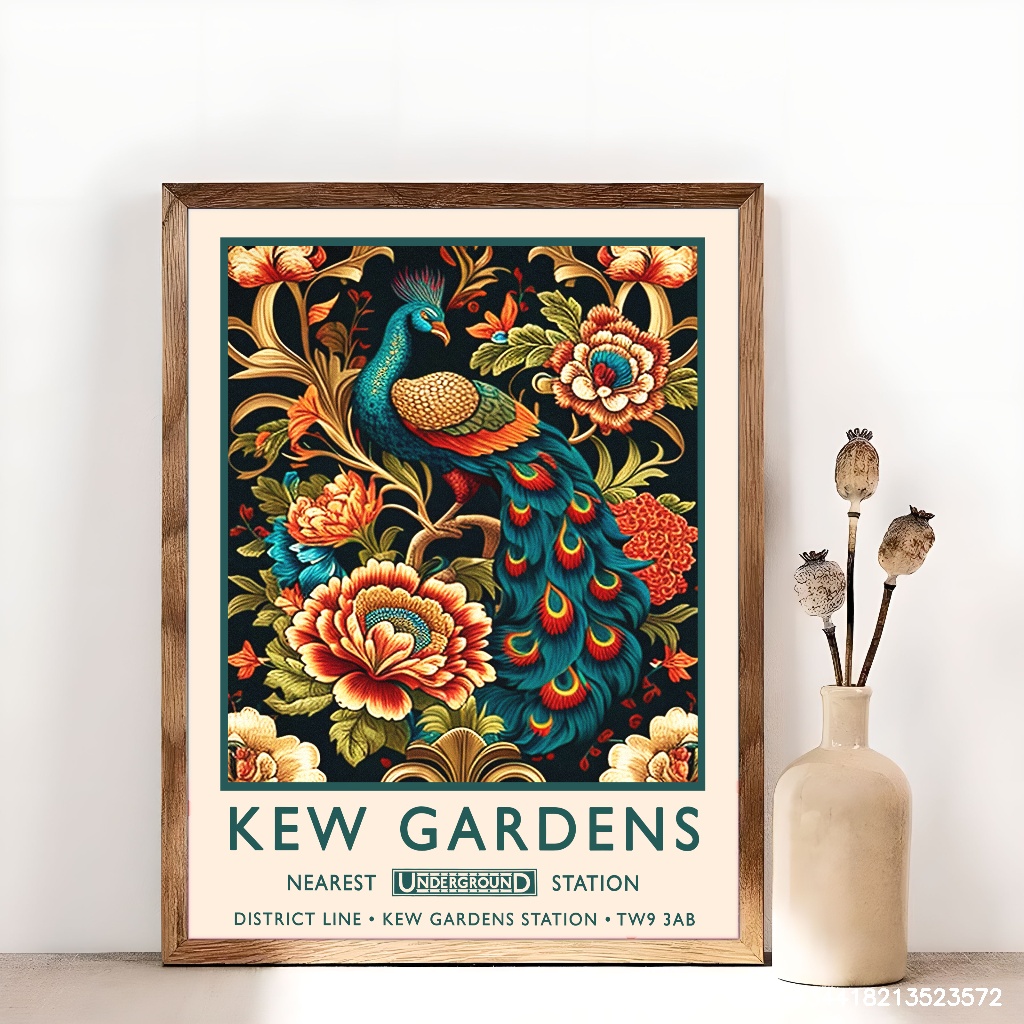 KEW GARDENS
NEAREST UNDERGROUND STATION
DISTRICT LINE • KEW GARDENS STATION • TW9 3AB
18213523572